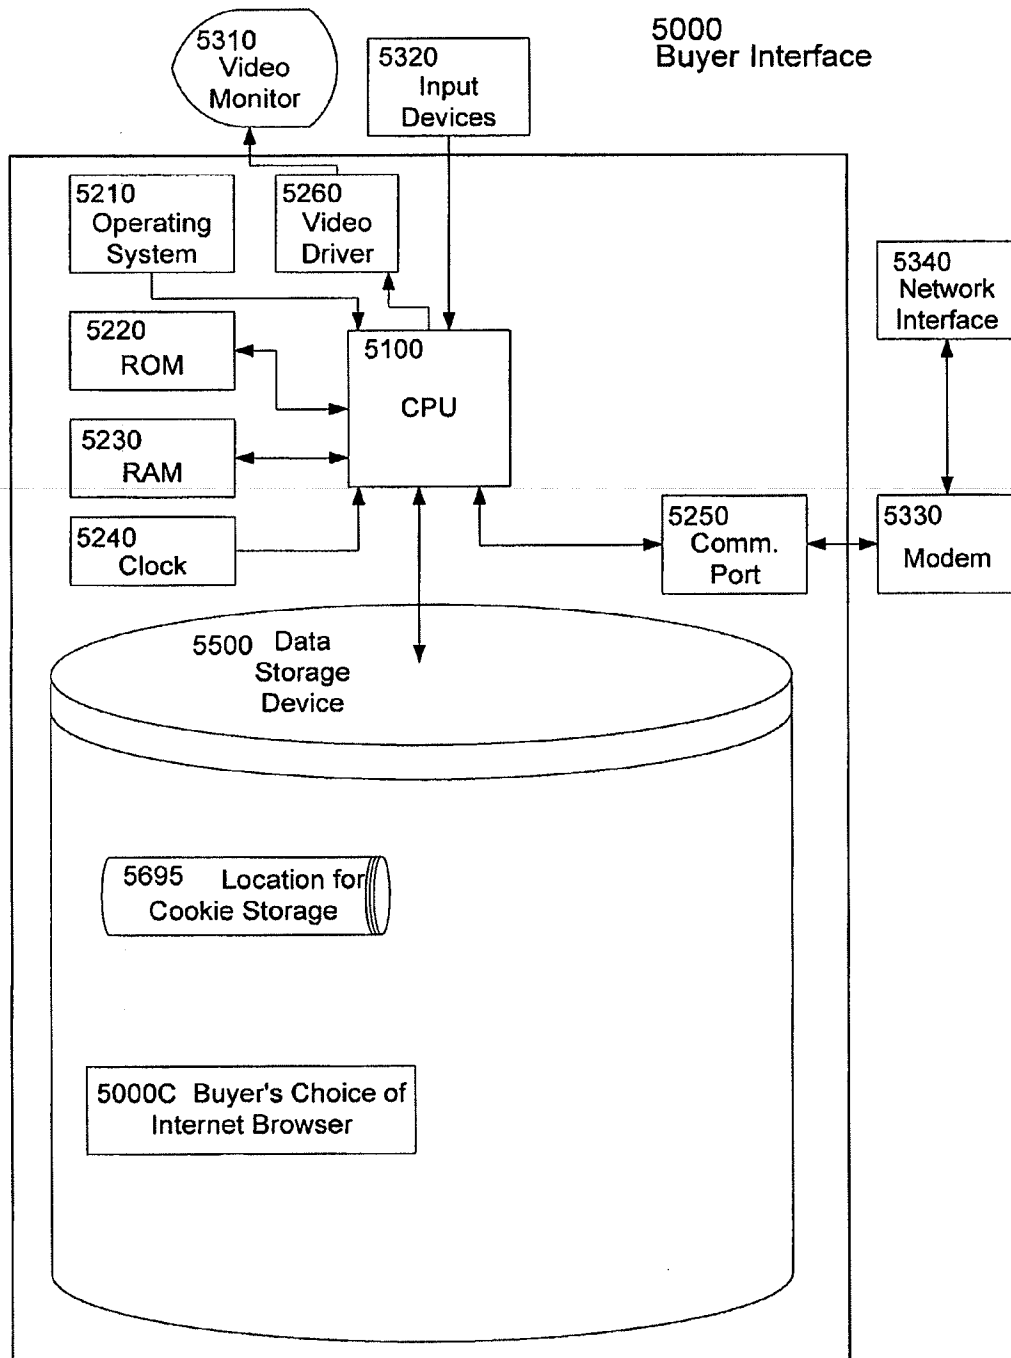 5000
Buyer Interface
5310
Video
Monitor
5320
Input
Devices
5210
Operating
System
5260
Video
Driver
5340
Network
Interface
5220
ROM
5100
CPU
5230
RAM
5240
Clock
5250
Comm.
Port
5330
Modem
5500 Data
Storage
Device
5695 Location for
Cookie Storage
5000C Buyer's Choice of
Internet Browser